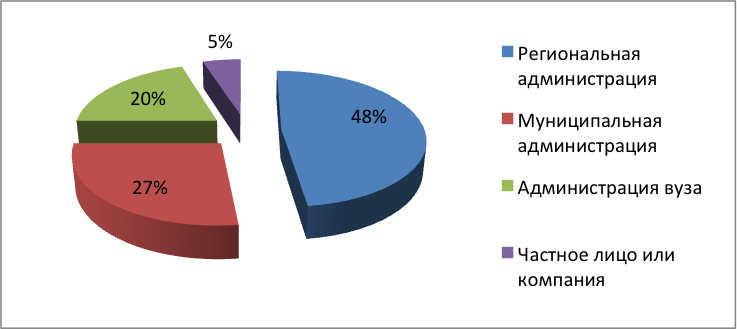 5%
20%
48%
27%
Региональная
администрация
Муниципальная
администрация
Администрация вуза
Частное лицо или
компания